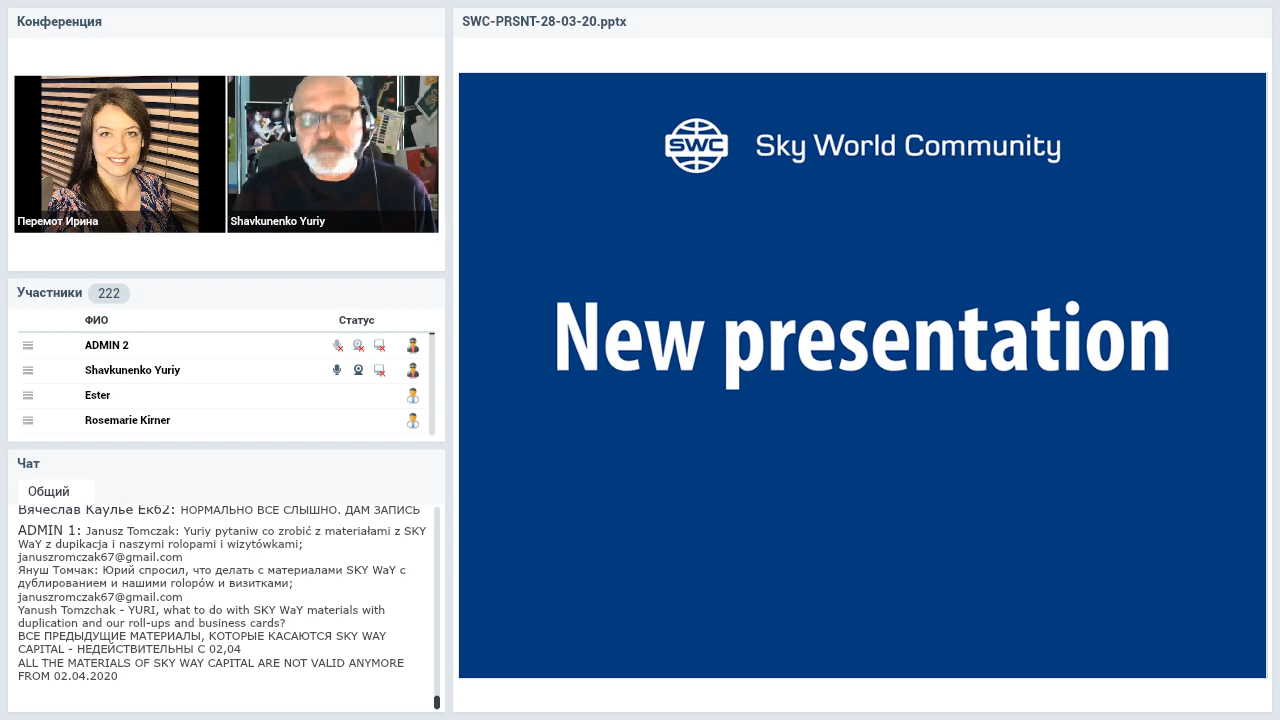 Конференция
Перемот Ирина
Shavkunenko Yuriy
Участники 222
ФИО Статус
ADMIN 2
Shavkunenko Yuriy
Ester
Rosemarie Kirner
Чат
Общий
Вячеслав Каулье Екб2: НОРМАЛЬНО ВСЕ СЛЫШНО. ДАМ ЗАПИСЬ
ADMIN 1: Janusz Tomczak: Yuriy pytaniw co zrobić z materiałami z SKY
WaY z dupikacja i naszymi rolopami i wizytówkami;
januszromczak67@gmail.com
Януш Томчак: Юрий спросил, что делать с материалами SKY WaY с
дублированием и нашими rolopów и визитками;
januszromczak67@gmail.com
Yanush Tomzchak - YURI, what to do with SKY WaY materials with
duplication and our roll-ups and business cards?
ВСЕ ПРЕДЫДУЩИЕ МАТЕРИАЛЫ, КОТОРЫЕ КАСАЮТСЯ SKY WAY
CAPITAL - НЕДЕЙСТВИТЕЛЬНЫ С 02,04
ALL THE MATERIALS OF SKY WAY CAPITAL ARE NOT VALID ANYMORE
FROM 02.04.2020
SWC-PRSNT-28-03-20.pptx
SWC Sky World Community
New presentation